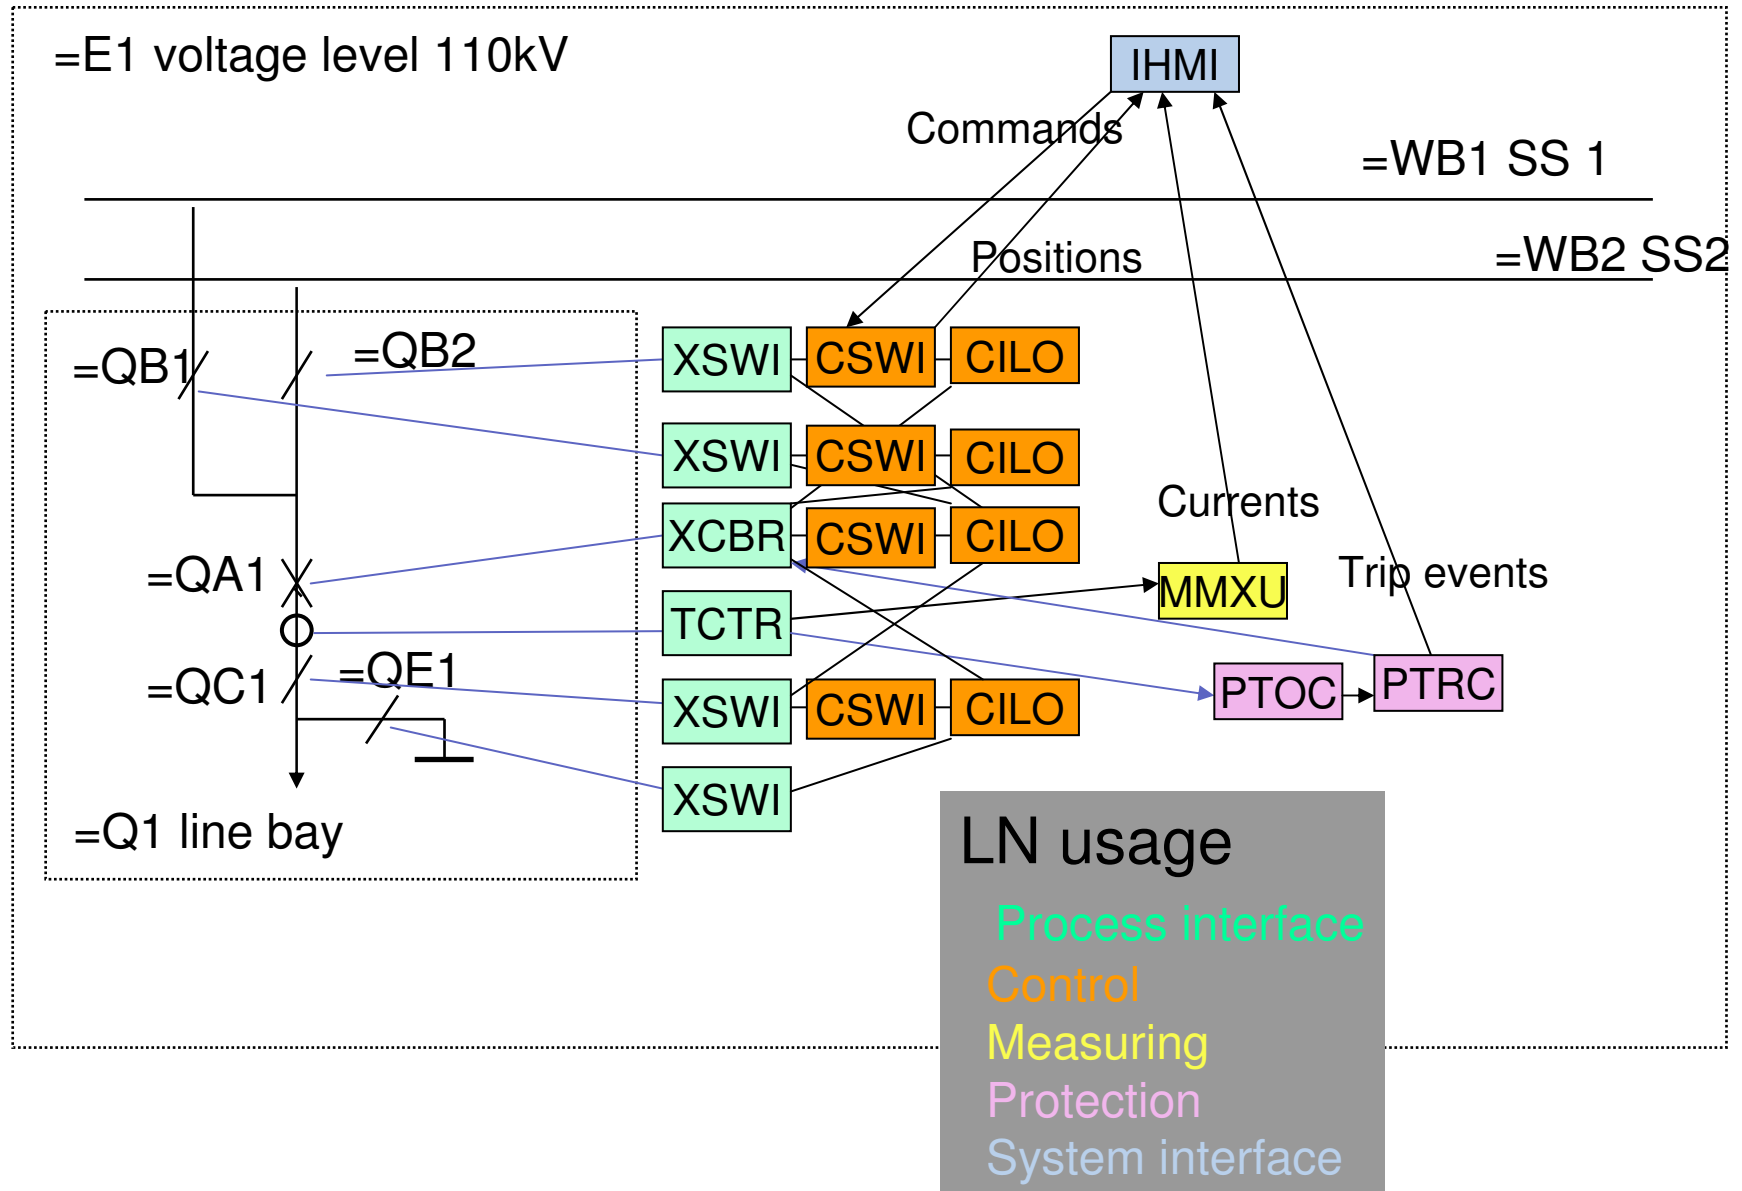 =E1 voltage level 110kV
IHMI
Commands
=WB1 SS 1
Positions
=WB2 SS2
=QB1
=QB2
XSWI CSWI CILO
XSWI CSWI CILO
Currents
XCBR CSWI CILO
=QA1
MMXU
Trip events
TCTR
=QC1
=QE1
XSWI CSWI CILO
PTOC PTRC
XSWI
=Q1 line bay
LN usage
Process interface
Control
Measuring
Protection
System interface